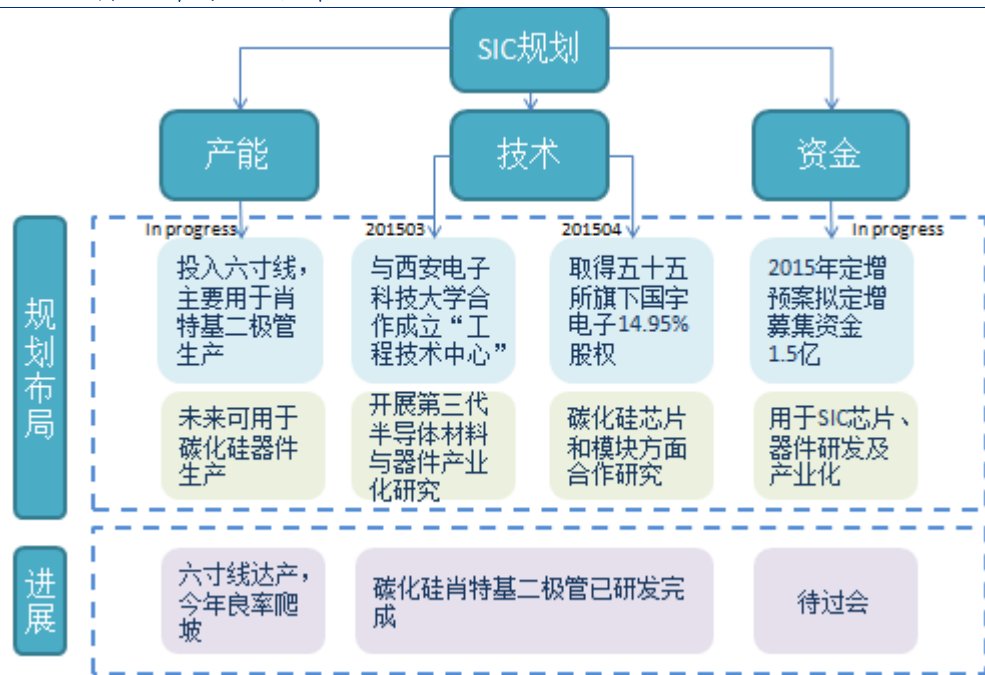 SIC规划
产能
技术
资金
In progress
201503
201504
In progress
规划布局
投入六寸线，
主要用于肖
特基二极管
生产
与西安电子
科技大学合
作成立“工
程技术中心”
取得五十五
所旗下国宇
电子14.95%
股权
2015年定增
预案拟定增
募集资金
1.5亿
未来可用于
碳化硅器件
生产
开展第三代
半导体材料
与器件产业
化研究
碳化硅芯片
和模块方面
合作研究
用于SIC芯片、
器件研发及
产业化
进展
六寸线达产，
今年良率爬
坡
碳化硅肖特基二极管已研发完
成
待过会